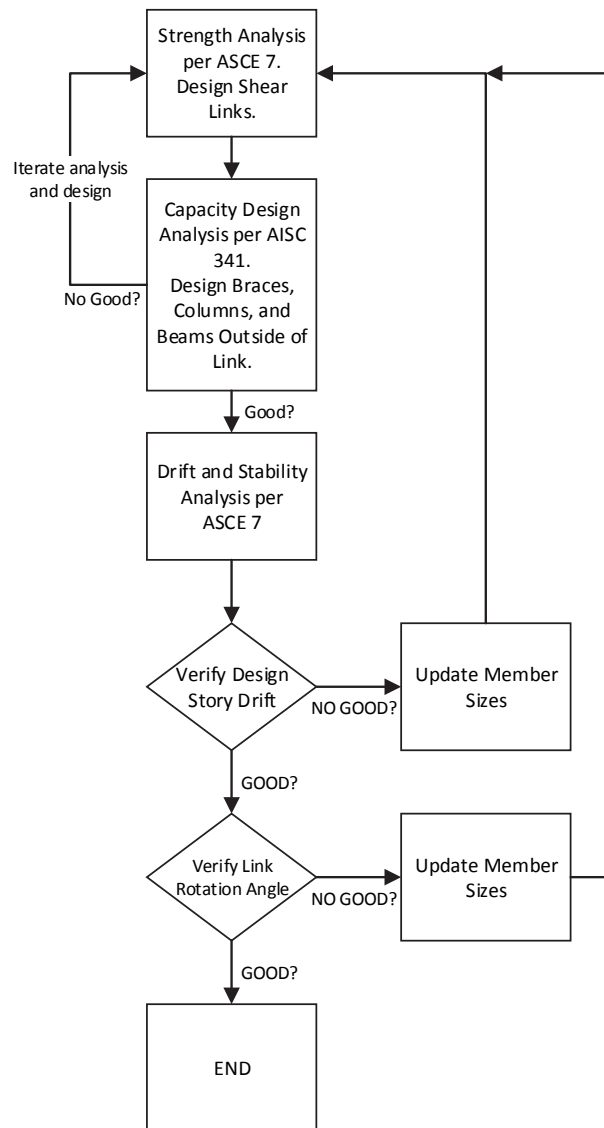 Strength Analysis
per ASCE 7.
Design Shear
Links.
Iterate analysis
and design
Capacity Design
Analysis per AISC
341.
Design Braces,
Columns, and
Beams Outside of
Link.
No Good?
Good?
Drift and Stability
Analysis per
ASCE 7
Verify Design
Story Drift
NO GOOD?
Update Member
Sizes
GOOD?
Verify Link
Rotation Angle
NO GOOD?
Update Member
Sizes
GOOD?
END